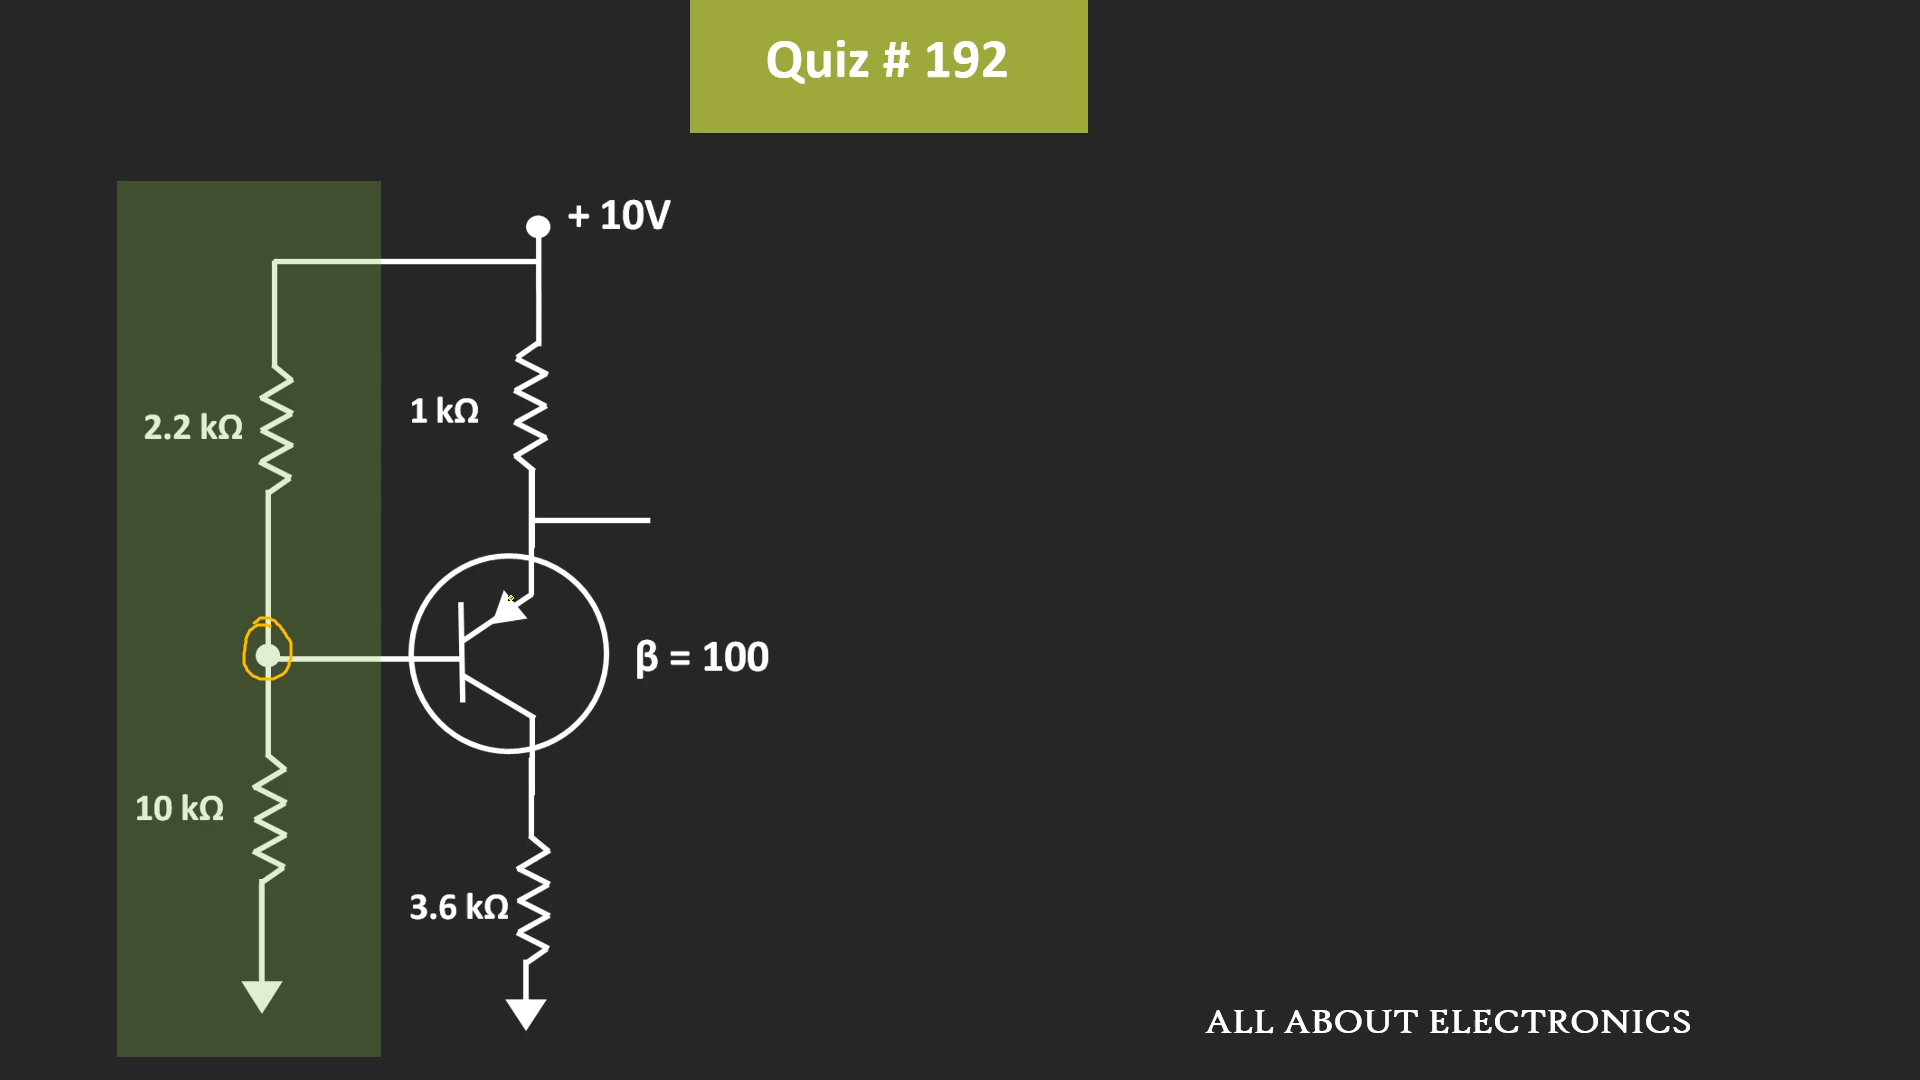 Quiz # 192
+ 10V
1 kΩ
2.2 kΩ
β = 100
10 kΩ
3.6 kΩ
ALL ABOUT ELECTRONICS